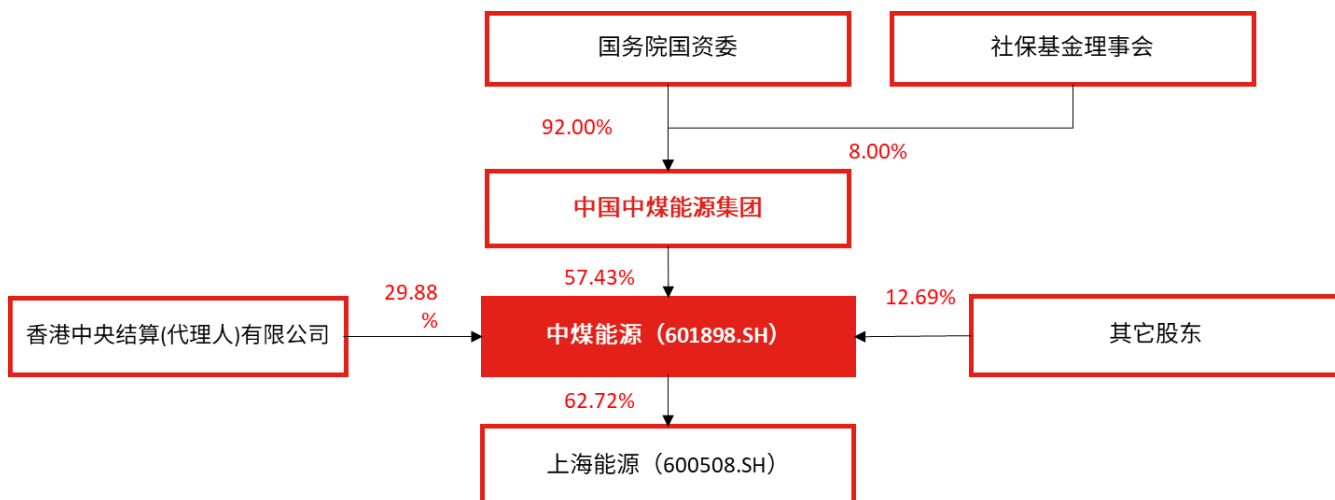 国务院国资委
社保基金理事会
92.00%
8.00%
中国中煤能源集团
57.43%
29.88
%
12.69%
香港中央结算(代理人)有限公司
中煤能源（601898.SH）
其它股东
62.72%
上海能源（600508.SH）